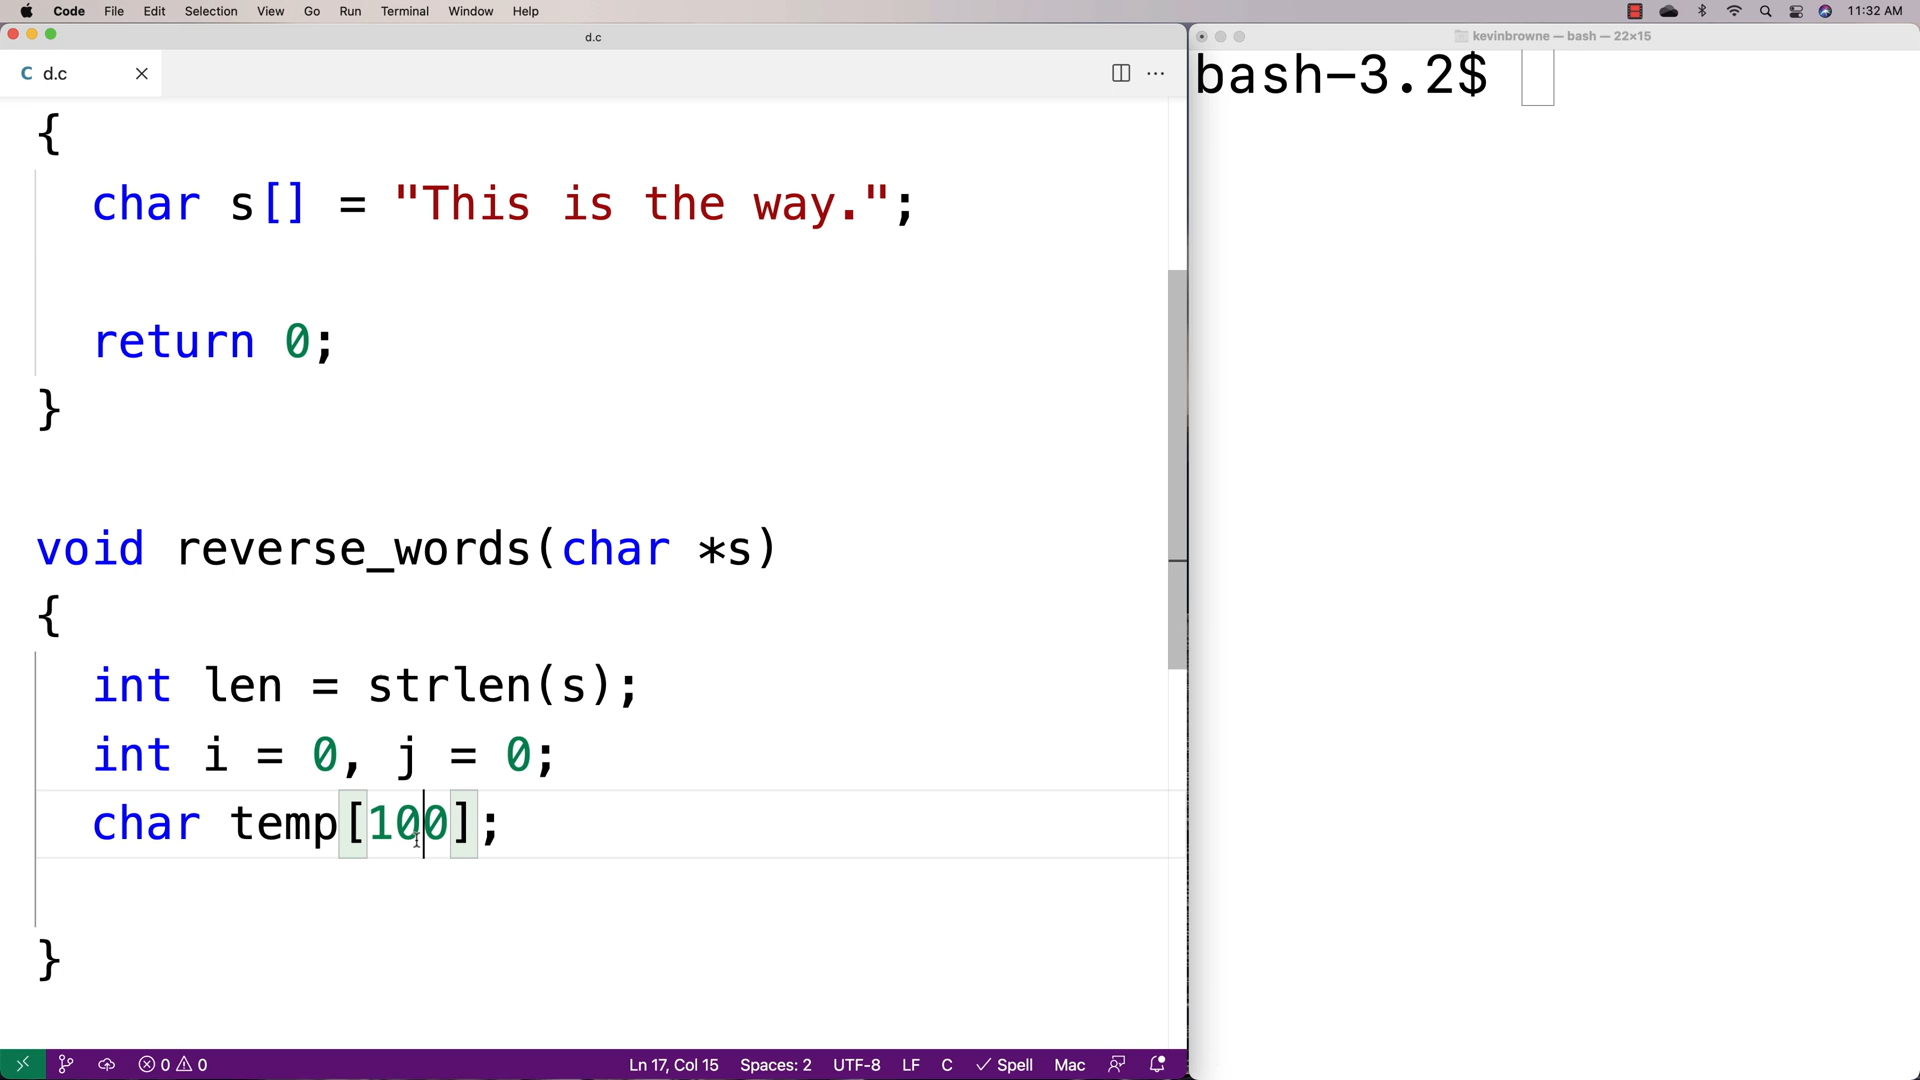 Code File Edit Selection View Go Run Terminal Window Help 11:32 AM
d.c
kevinbrowne — bash — 22×15
C d.c
bash-3.2$
{
char s[] = "This is the way.";
return 0;
}
void reverse_words(char *s)
{
int len = strlen(s);
int i = 0, j = 0;
char temp[100];
}
0 0 Ln 17, Col 15 Spaces: 2 UTF-8 LF C Spell Mac